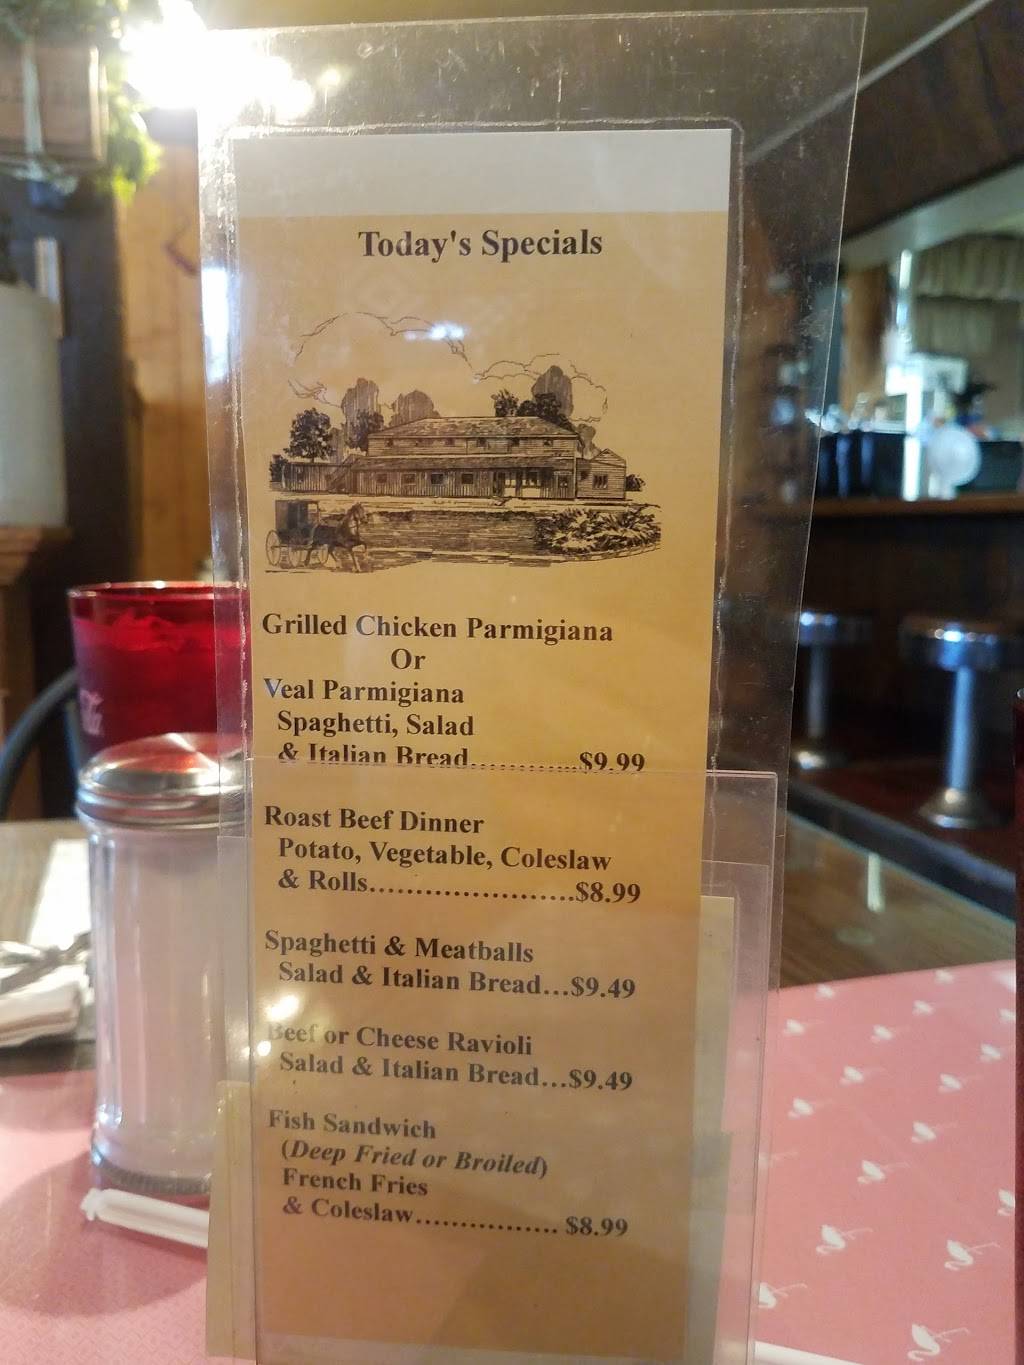 Today's Specials
Grilled Chicken Parmigiana
Or
Veal Parmigiana
Spaghetti, Salad
& Italian Bread............$9.99
Roast Beef Dinner
Potato, Vegetable, Coleslaw
& Rolls.....................$8.99
Spaghetti & Meatballs
Salad & Italian Bread...$9.49
Beef or Cheese Ravioli
Salad & Italian Bread...$9.49
Fish Sandwich
(Deep Fried or Broiled)
French Fries
& Coleslaw................ $8.99